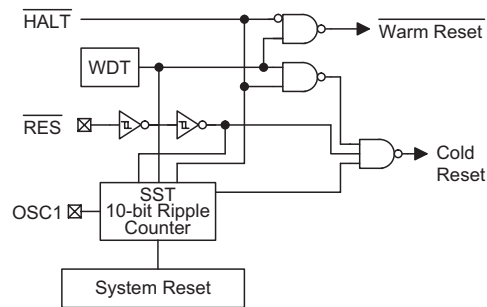 HALT
Warm Reset
WDT
RES
Cold
Reset
SST
10-bit Ripple
Counter
OSC1
System Reset